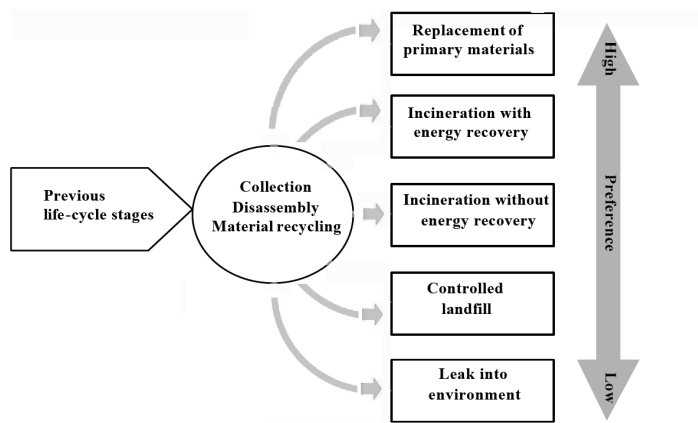 Previous
life-cycle stages
Collection
Disassembly
Material recycling
Replacement of
primary materials
Incineration with
energy recovery
Incineration without
energy recovery
Controlled
landfill
Leak into
environment
High
Preference
Low